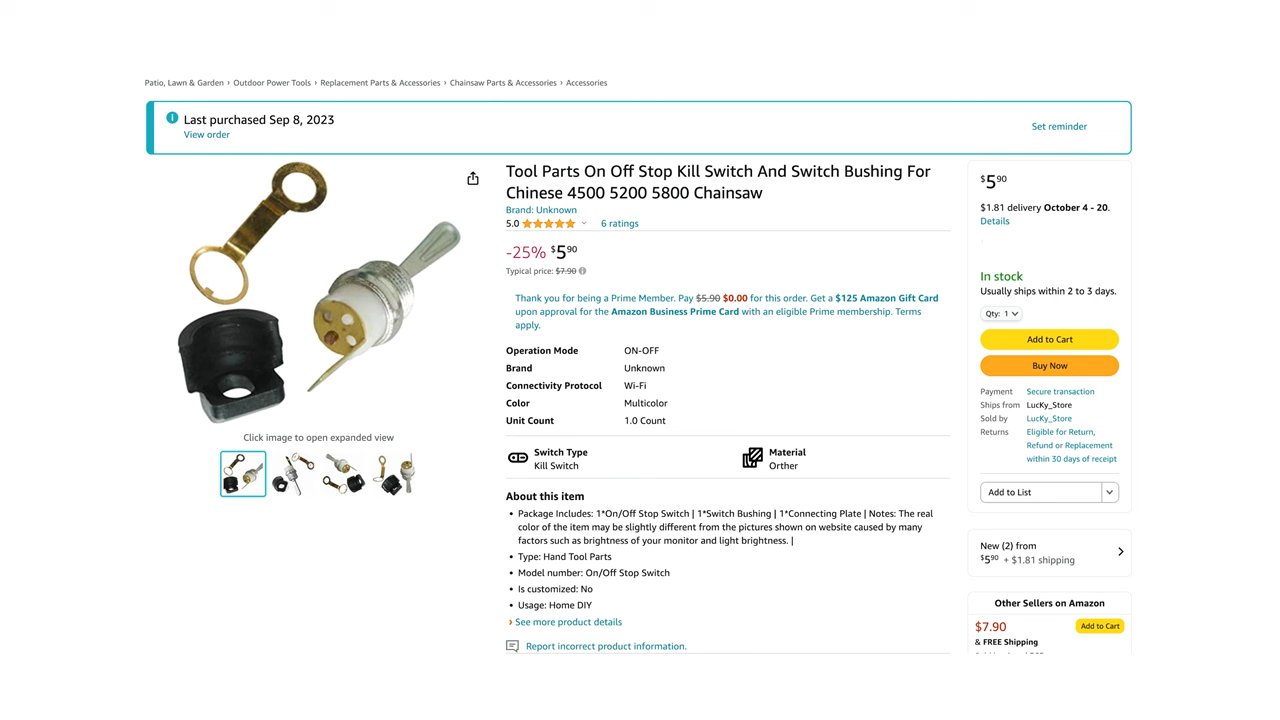 Patio, Lawn & Garden › Outdoor Power Tools › Replacement Parts & Accessories › Chainsaw Parts & Accessories › Accessories
Last purchased Sep 8, 2023
View order
Set reminder
Click image to open expanded view
Tool Parts On Off Stop Kill Switch And Switch Bushing For
Chinese 4500 5200 5800 Chainsaw
Brand: Unknown
5.0 6 ratings
-25% $590
Typical price: $7.90
Thank you for being a Prime Member. Pay $5.90 $0.00 for this order. Get a $125 Amazon Gift Card
upon approval for the Amazon Business Prime Card with an eligible Prime membership. Terms
apply.
Operation Mode ON-OFF
Brand Unknown
Connectivity Protocol Wi-Fi
Color Multicolor
Unit Count 1.0 Count
Switch Type
Kill Switch
Material
Orther
About this item
• Package Includes: 1*On/Off Stop Switch | 1*Switch Bushing | 1*Connecting Plate | Notes: The real
color of the item may be slightly different from the pictures shown on website caused by many
factors such as brightness of your monitor and light brightness. |
• Type: Hand Tool Parts
• Model number: On/Off Stop Switch
• Is customized: No
• Usage: Home DIY
› See more product details
Report incorrect product information.
$590
$1.81 delivery October 4 - 20.
Details
In stock
Usually ships within 2 to 3 days.
Qty: 1
Add to Cart
Buy Now
Payment Secure transaction
Ships from LucKy_Store
Sold by LucKy_Store
Returns Eligible for Return,
Refund or Replacement
within 30 days of receipt
Add to List
New (2) from
$590 + $1.81 shipping
Other Sellers on Amazon
$7.90 Add to Cart
& FREE Shipping